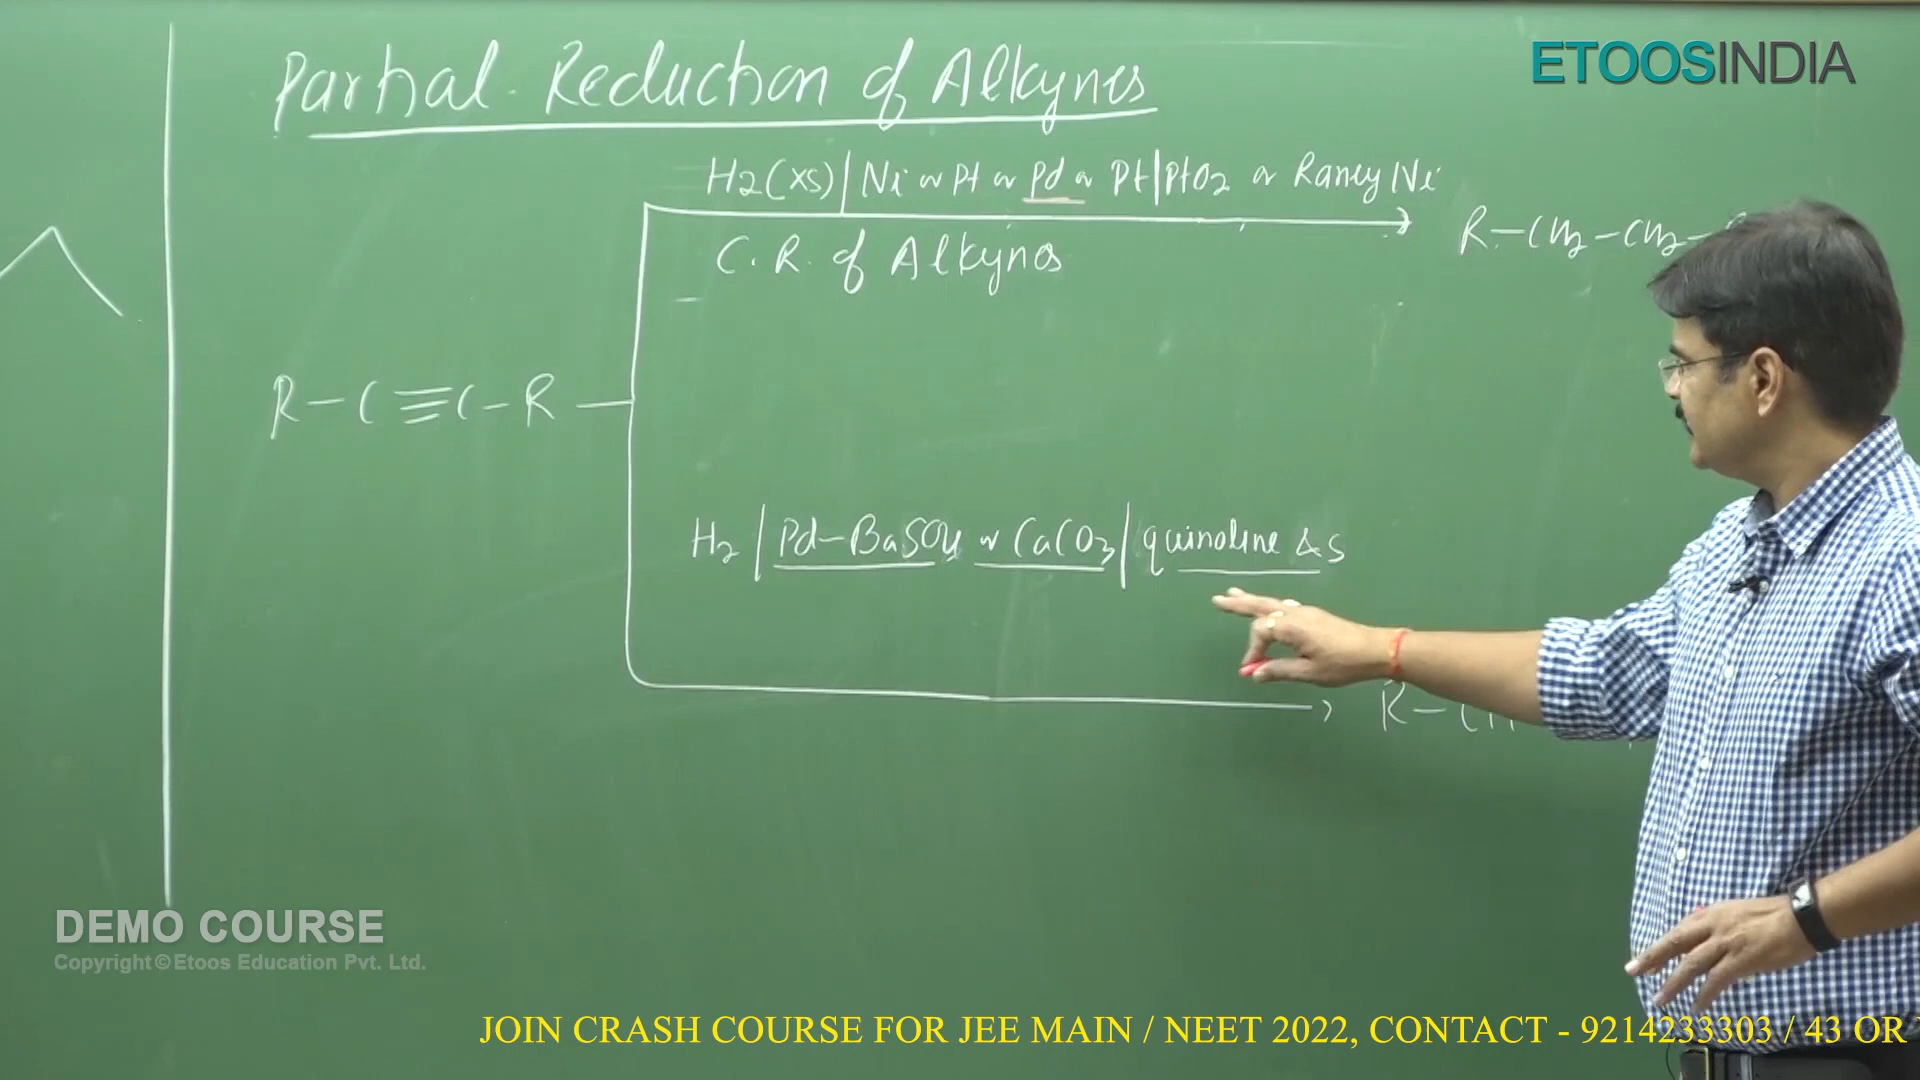 Partial Reduction of Alkynes
ETOOSINDIA
H2(xs) | Ni or Pt or Pd or Pt|PtO2 or Raney Ni
R-CH2-CH2-
C.R. of Alkynes
R-C≡C-R
H2 | Pd-BaSO4 or CaCO3 | quinoline & S
R-CH
DEMO COURSE
Copyright © Etoos Education Pvt. Ltd.
JOIN CRASH COURSE FOR JEE MAIN / NEET 2022, CONTACT - 9214233303 / 43 OR